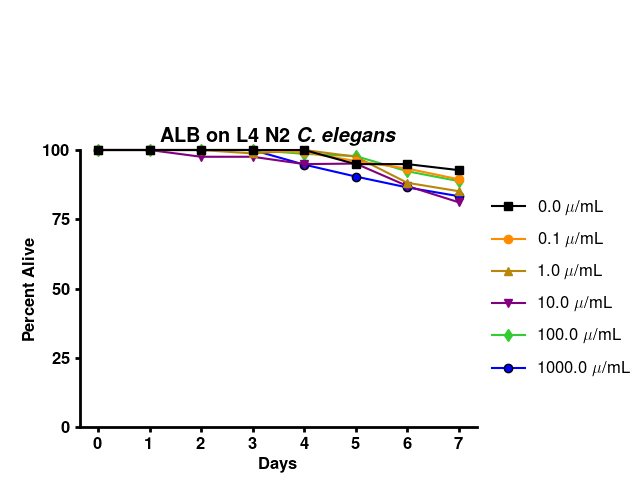 ALB on L4 N2 C. elegans
Percent Alive
100
75
50
25
0
0 1 2 3 4 5 6 7
Days
0.0 μ/mL
0.1 μ/mL
1.0 μ/mL
10.0 μ/mL
100.0 μ/mL
1000.0 μ/mL